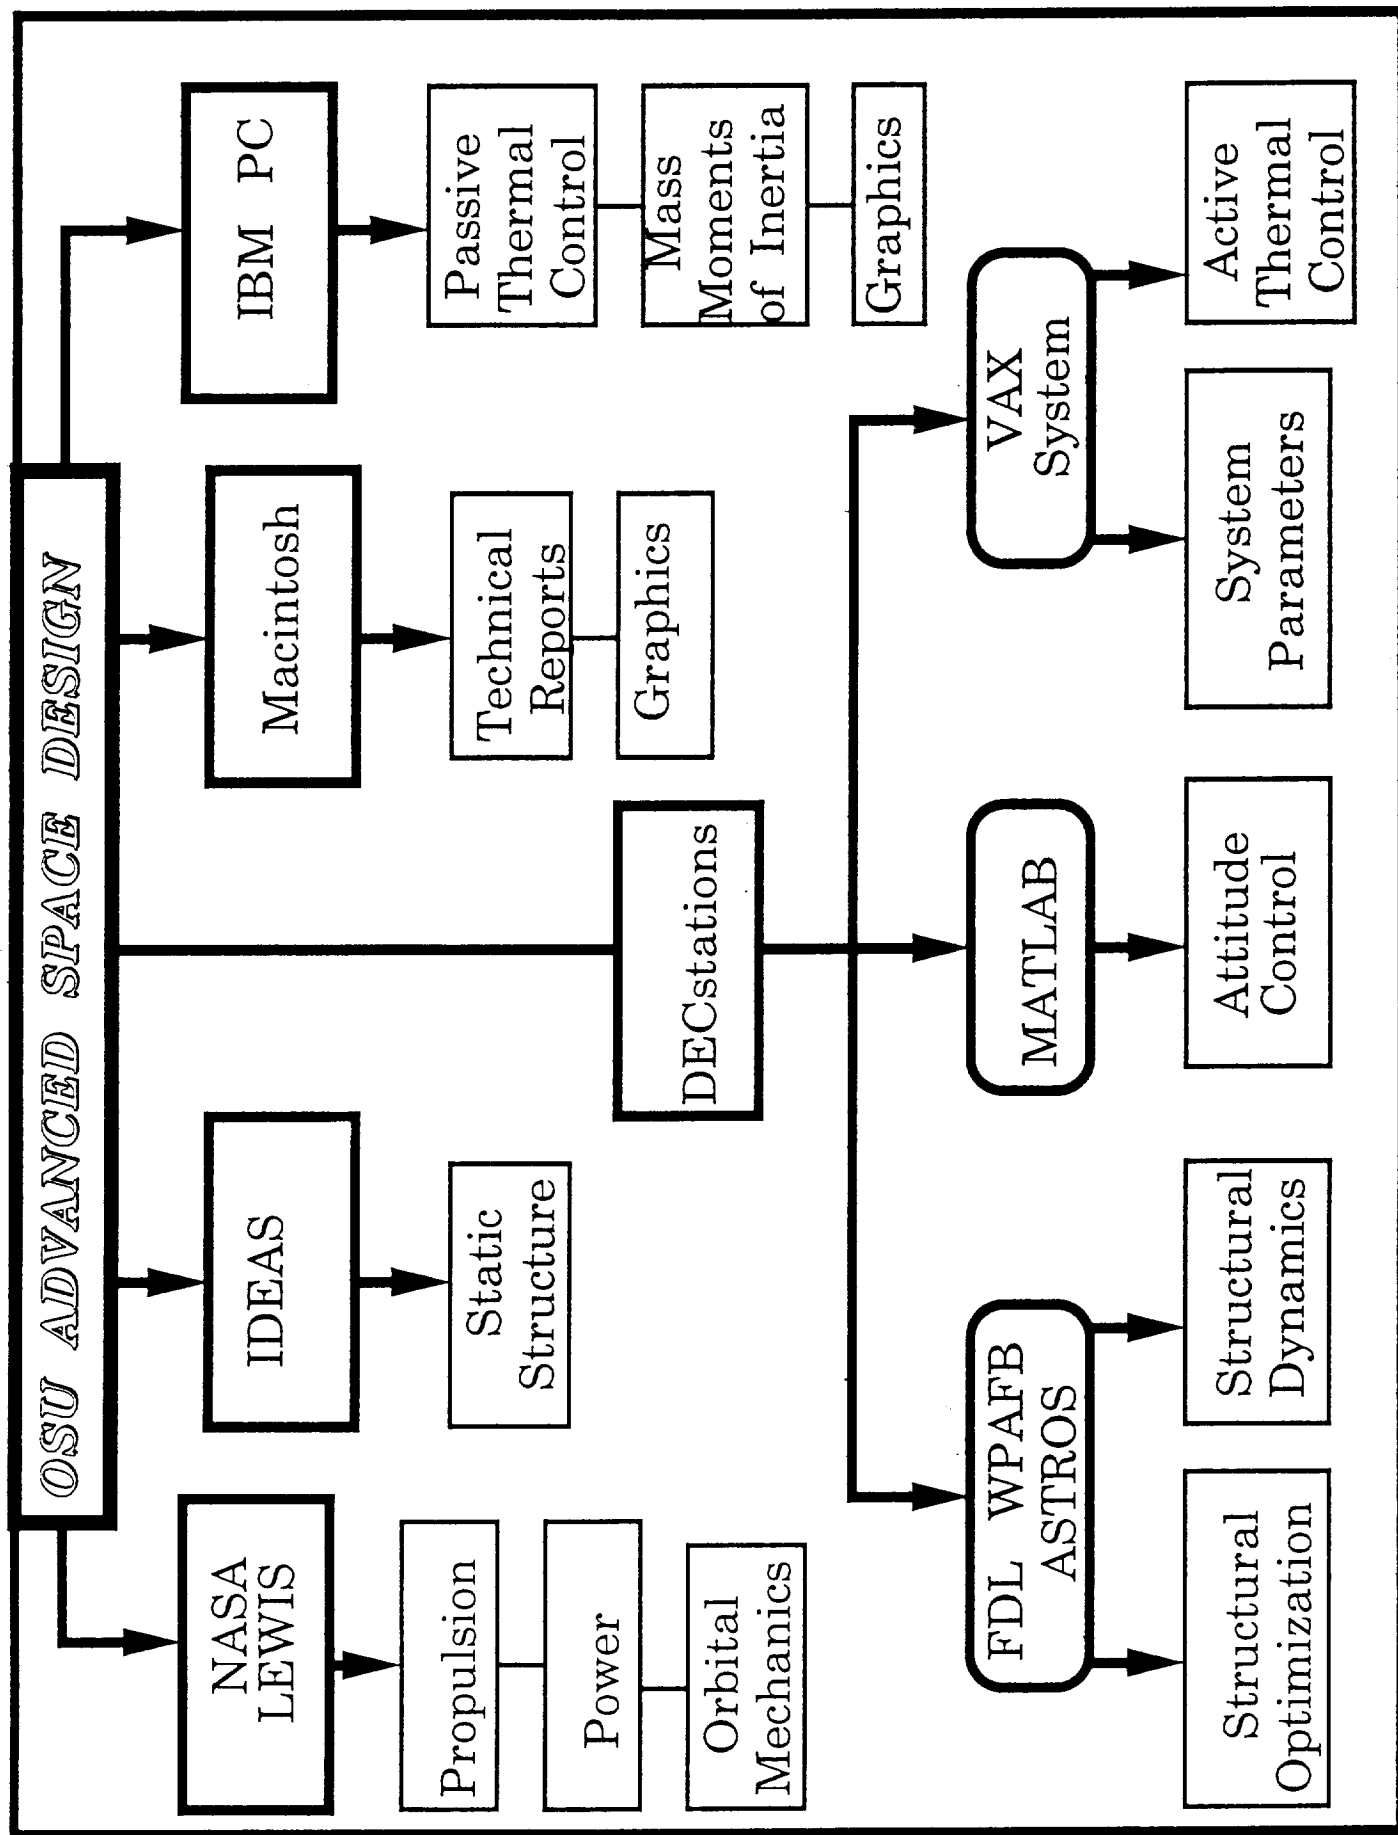 OSU ADVANCED SPACE DESIGN
NASA
LEWIS
Propulsion
Power
Orbital
Mechanics
IDEAS
Static
Structure
DECstations
Macintosh
Technical
Reports
Graphics
IBM PC
Passive
Thermal
Control
Mass
Moments
of Inertia
Graphics
FDL WPAFB
ASTROS
Structural
Optimization
Structural
Dynamics
MATLAB
Attitude
Control
VAX
System
System
Parameters
Active
Thermal
Control